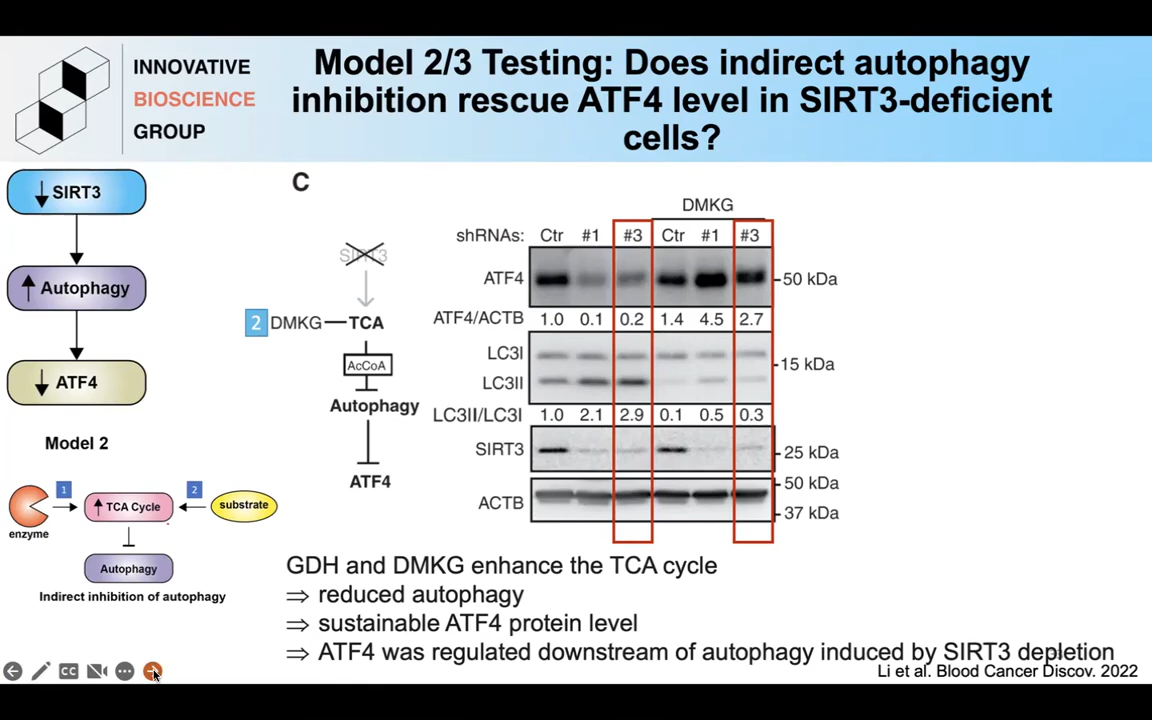 INNOVATIVE
BIOSCIENCE
GROUP
Model 2/3 Testing: Does indirect autophagy
inhibition rescue ATF4 level in SIRT3-deficient
cells?
↓ SIRT3
↑ Autophagy
↓ ATF4
Model 2
1
2
enzyme
↑ TCA Cycle
substrate
Autophagy
Indirect inhibition of autophagy
C
SIRT3
2 DMKG
TCA
AcCoA
Autophagy
ATF4
DMKG
shRNAs: Ctr #1 #3 Ctr #1 #3
ATF4
50 kDa
ATF4/ACTB 1.0 0.1 0.2 1.4 4.5 2.7
LC3I
15 kDa
LC3II
LC3II/LC3I 1.0 2.1 2.9 0.1 0.5 0.3
SIRT3
25 kDa
50 kDa
ACTB
37 kDa
GDH and DMKG enhance the TCA cycle
⇒ reduced autophagy
⇒ sustainable ATF4 protein level
⇒ ATF4 was regulated downstream of autophagy induced by SIRT3 depletion
Li et al. Blood Cancer Discov. 2022
CC